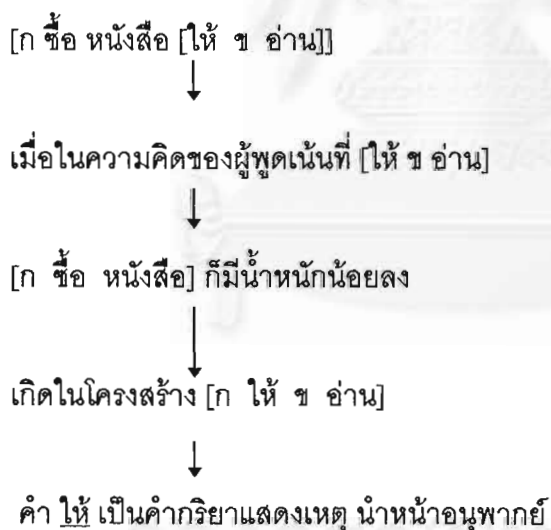 [ก ซื้อ หนังสือ [ให้ ข อ่าน]]
↓
เมื่อในความคิดของผู้พูดเน้นที่ [ให้ ข อ่าน]
↓
[ก ซื้อ หนังสือ] ก็มีน้ำหนักน้อยลง
↓
เกิดในโครงสร้าง [ก ให้ ข อ่าน]
↓
คำ ให้ เป็นคำกริยาแสดงเหตุ นำหน้าอนุพากย์